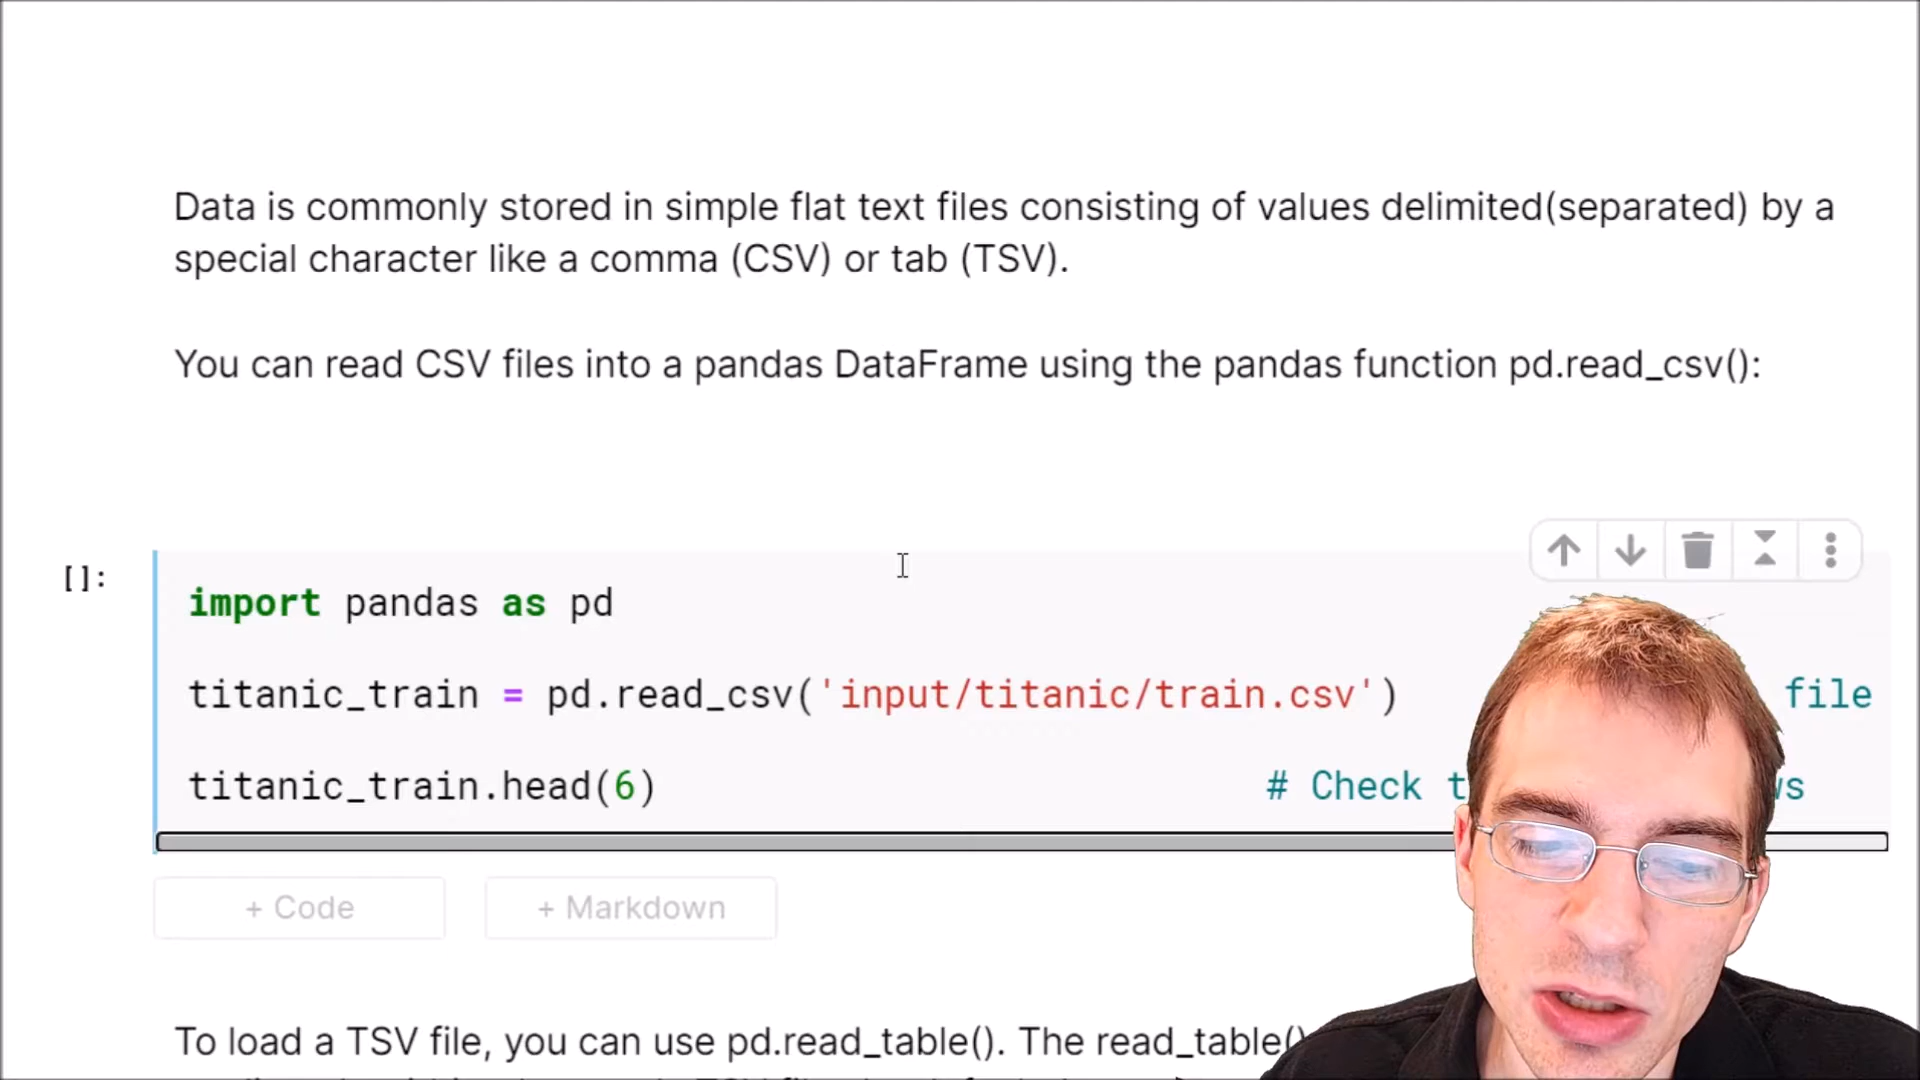 Data is commonly stored in simple flat text files consisting of values delimited(separated) by a
special character like a comma (CSV) or tab (TSV).
You can read CSV files into a pandas DataFrame using the pandas function pd.read_csv():
[]:
import pandas as pd
titanic_train = pd.read_csv('input/titanic/train.csv') file
titanic_train.head(6) # Check
+ Code + Markdown
To load a TSV file, you can use pd.read_table(). The read_table()